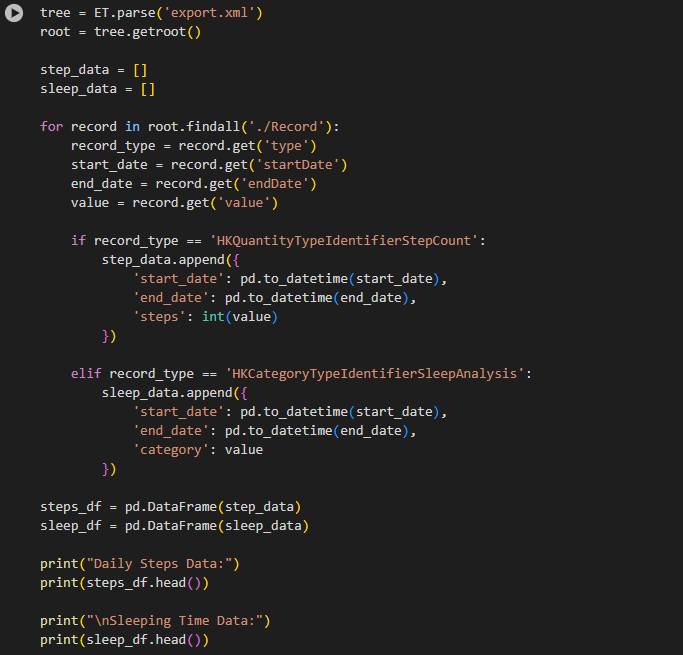 tree = ET.parse('export.xml')
root = tree.getroot()

step_data = []
sleep_data = []

for record in root.findall('./Record'):
    record_type = record.get('type')
    start_date = record.get('startDate')
    end_date = record.get('endDate')
    value = record.get('value')

    if record_type == 'HKQuantityTypeIdentifierStepCount':
        step_data.append({
            'start_date': pd.to_datetime(start_date),
            'end_date': pd.to_datetime(end_date),
            'steps': int(value)
        })

    elif record_type == 'HKCategoryTypeIdentifierSleepAnalysis':
        sleep_data.append({
            'start_date': pd.to_datetime(start_date),
            'end_date': pd.to_datetime(end_date),
            'category': value
        })

steps_df = pd.DataFrame(step_data)
sleep_df = pd.DataFrame(sleep_data)

print("Daily Steps Data:")
print(steps_df.head())

print("\nSleeping Time Data:")
print(sleep_df.head())